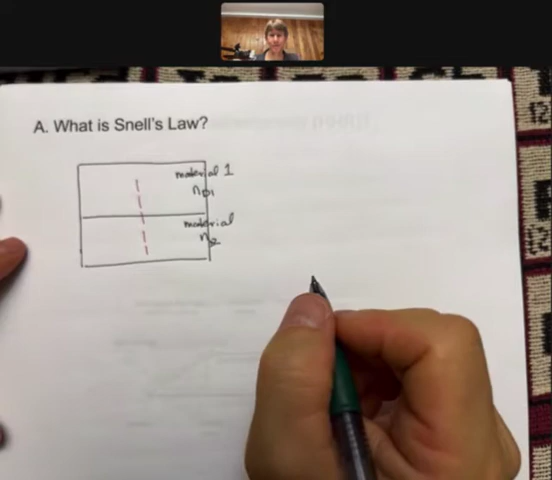 A. What is Snell's Law?
material 1
n1
material
n2